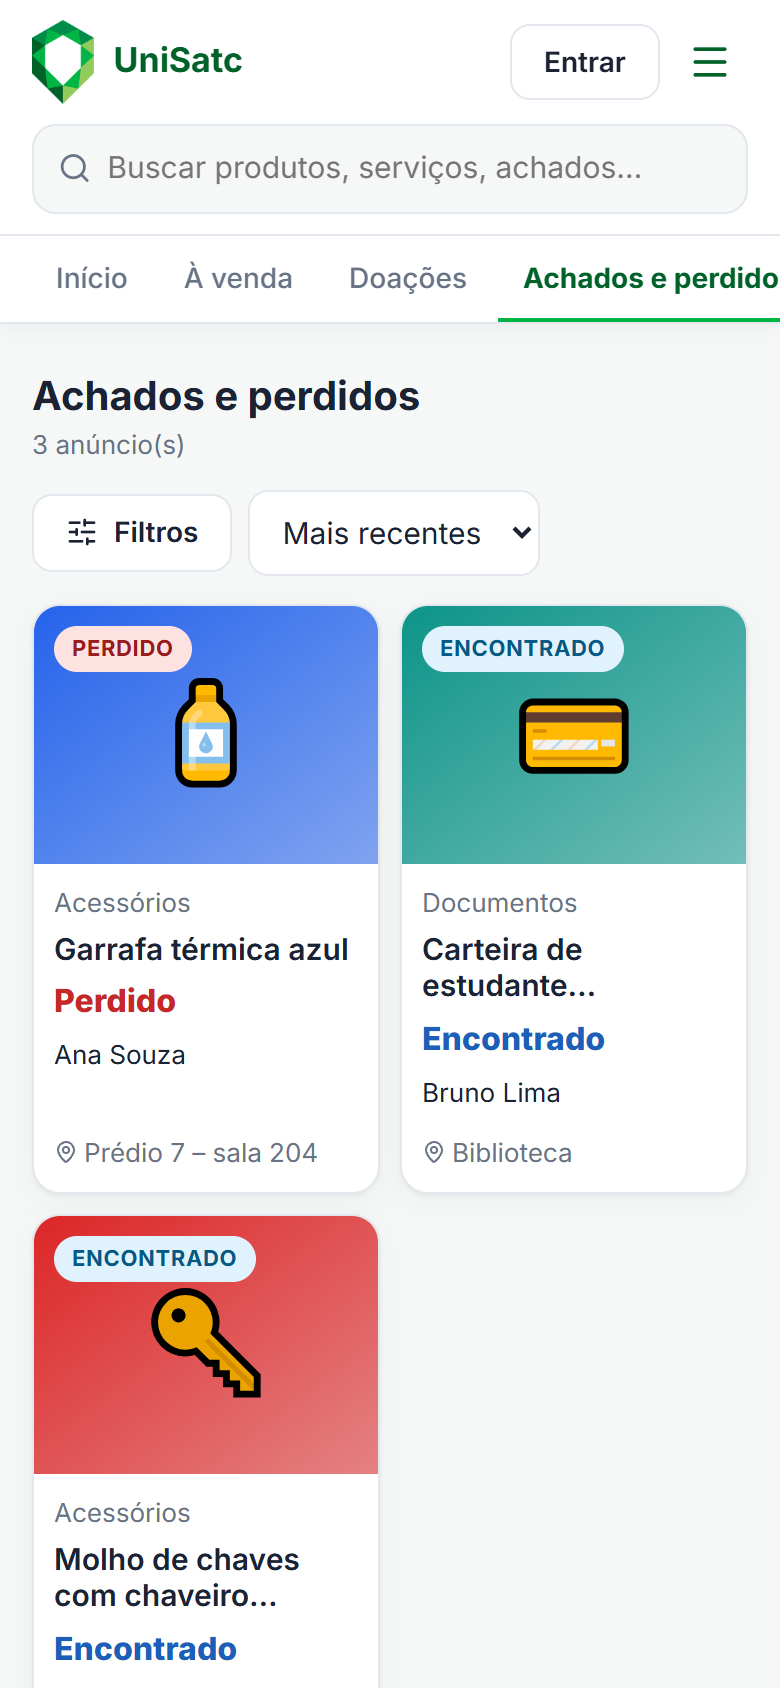 UniSatc
Entrar
Buscar produtos, serviços, achados...
Início
À venda
Doações
Achados e perdido
Achados e perdidos
3 anúncio(s)
Filtros
Mais recentes
PERDIDO
Acessórios
Garrafa térmica azul
Perdido
Ana Souza
Prédio 7 – sala 204
ENCONTRADO
Documentos
Carteira de
estudante...
Encontrado
Bruno Lima
Biblioteca
ENCONTRADO
Acessórios
Molho de chaves
com chaveiro...
Encontrado